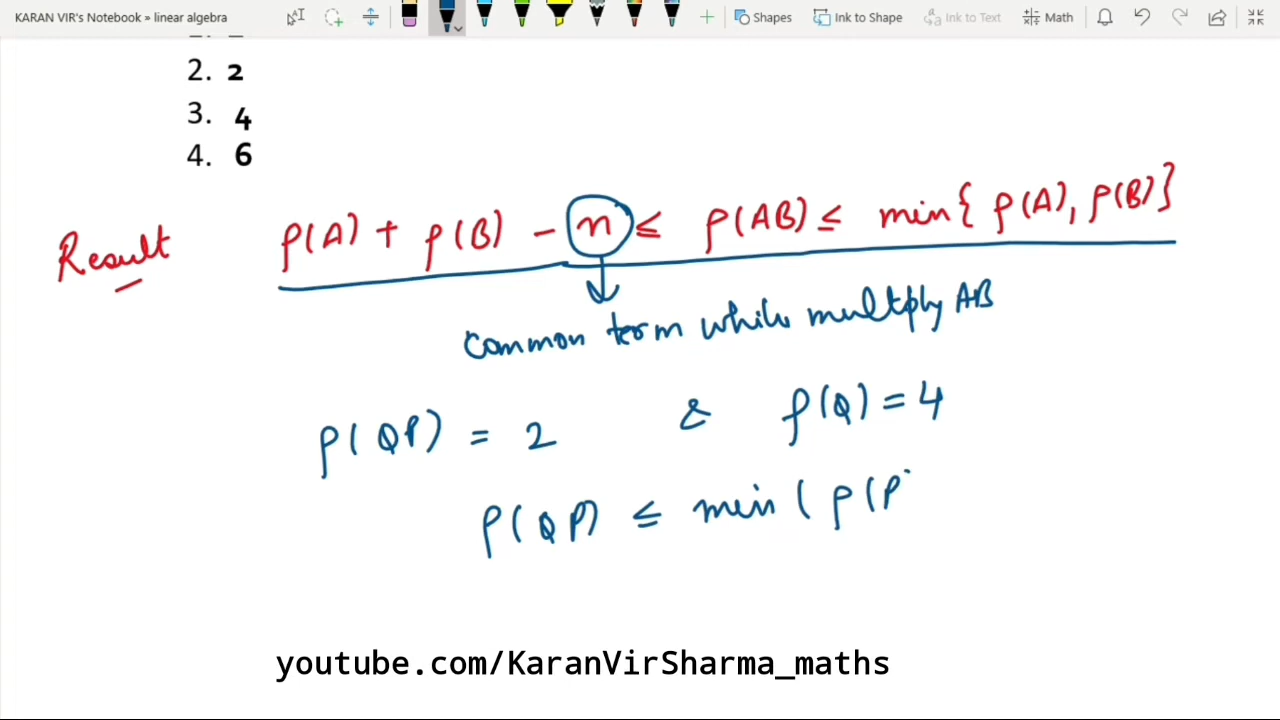 KARAN VIR's Notebook » linear algebra
Shapes
Ink to Shape
Ink to Text
Math
2. 2
3. 4
4. 6
Result ρ(A) + ρ(B) - n ≤ ρ(AB) ≤ min{ ρ(A), ρ(B)}
common term while multply AB
ρ(QP) = 2 & ρ(Q) = 4
ρ(QP) ≤ min ( ρ(P
youtube.com/KaranVirSharma_maths